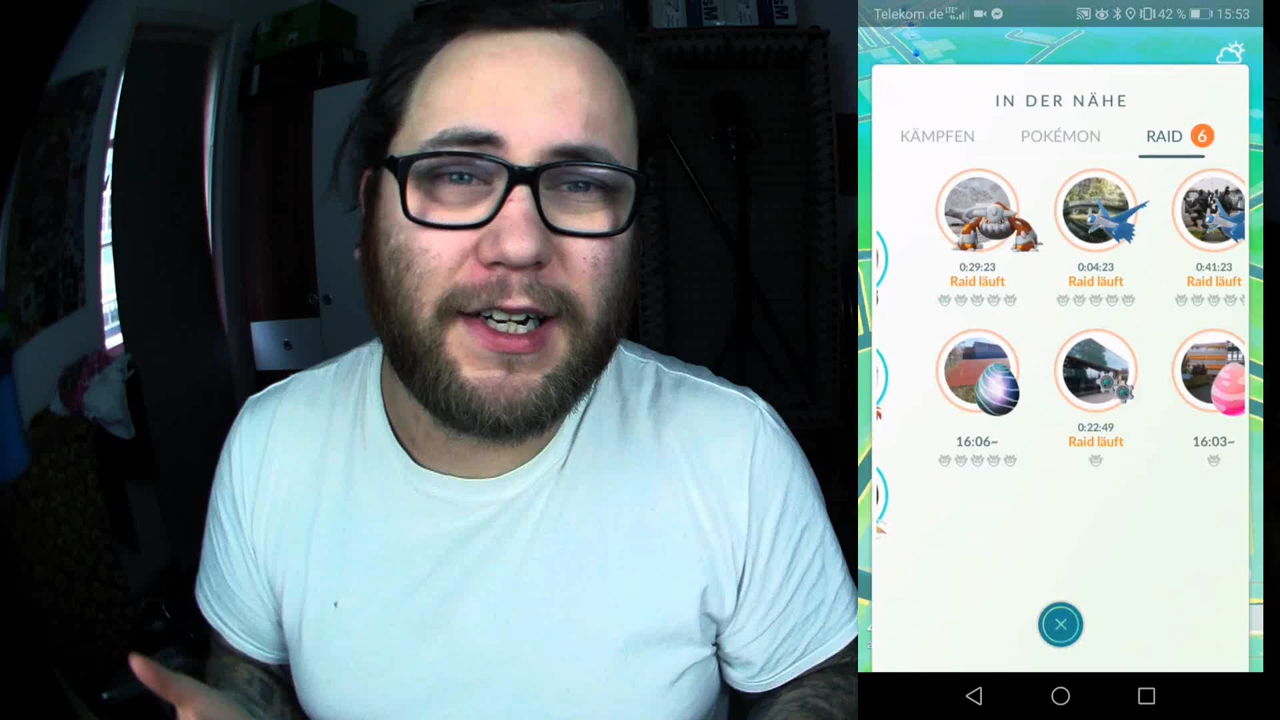 Telekom.de LTE 42 % 15:53
IN DER NÄHE
KÄMPFEN POKÉMON RAID 6
0:29:23 0:04:23 0:41:23
Raid läuft Raid läuft Raid läuft
0:22:49
16:06~ Raid läuft 16:03~